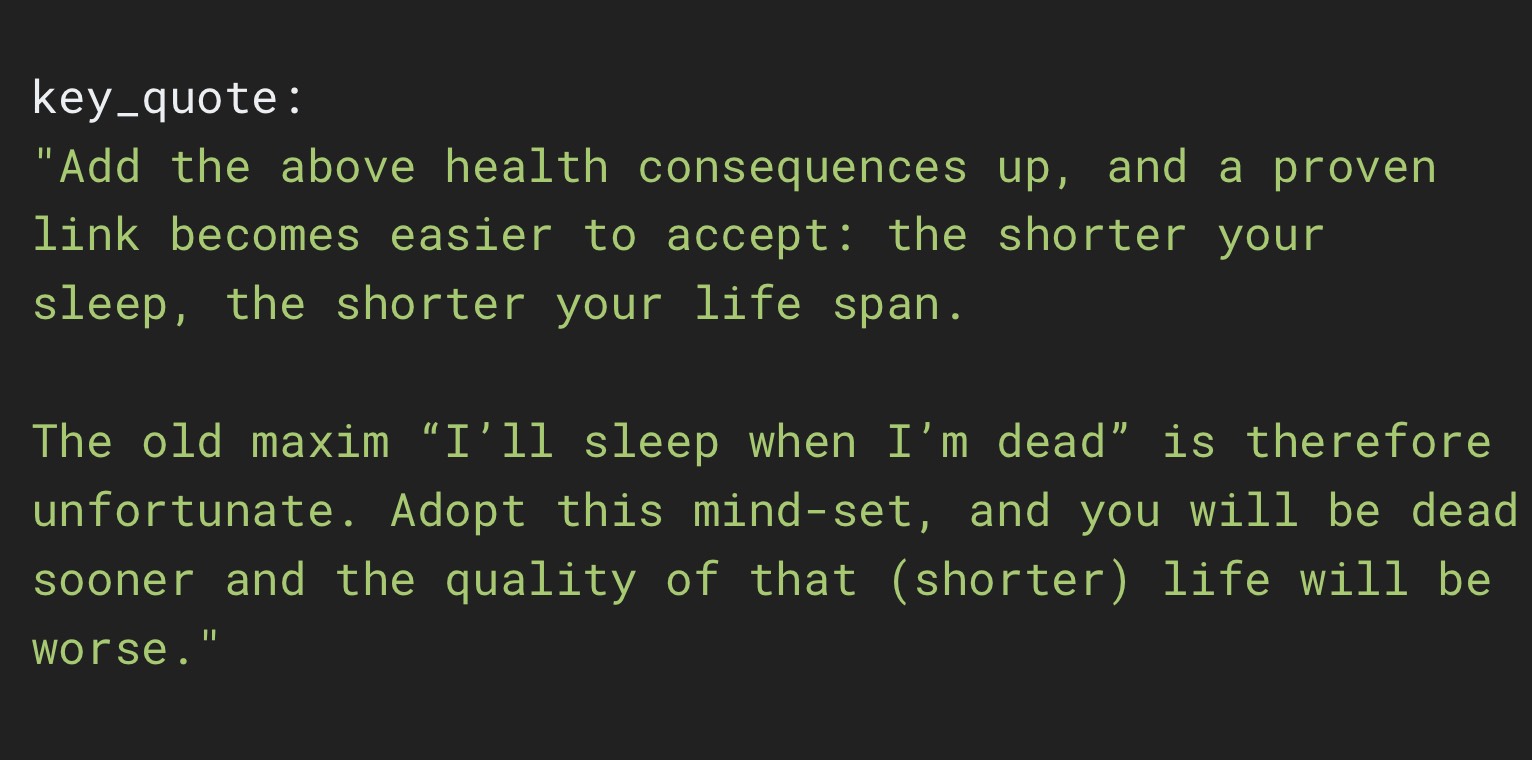 key_quote:
"Add the above health consequences up, and a proven
link becomes easier to accept: the shorter your
sleep, the shorter your life span.
The old maxim “I’ll sleep when I’m dead” is therefore
unfortunate. Adopt this mind-set, and you will be dead
sooner and the quality of that (shorter) life will be
worse."